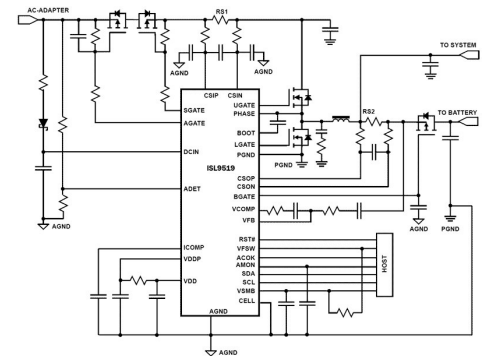 AC-ADAPTER
RS1
AGND
AGND
CSIP
CSIN
TO SYSTEM
SGATE
AGATE
DCIN
ADET
ICOMP
VDDP
VDD
ISL9519
UGATE
PHASE
BOOT
LGATE
PGND
PGND
CSOP
CSON
BGATE
VCOMP
VFB
RST#
VFSW
ACOK
AMON
SDA
SCL
VSMB
CELL
AGND
RS2
TO BATTERY
AGND
PGND
HOST
AGND
AGND